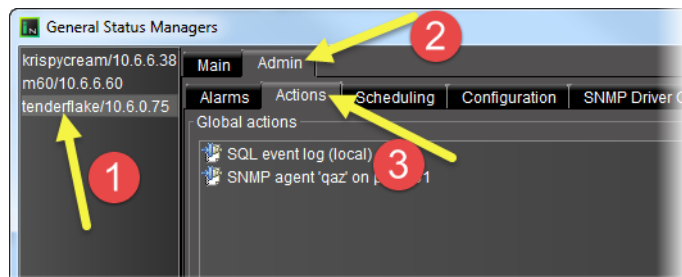 General Status Managers
krispycream/10.6.6.38
m60/10.6.6.60
tenderflake/10.6.0.75
Main Admin
Alarms Actions Scheduling Configuration SNMP Driver
Global actions
SQL event log (local)
SNMP agent 'qaz' on
1
2
3